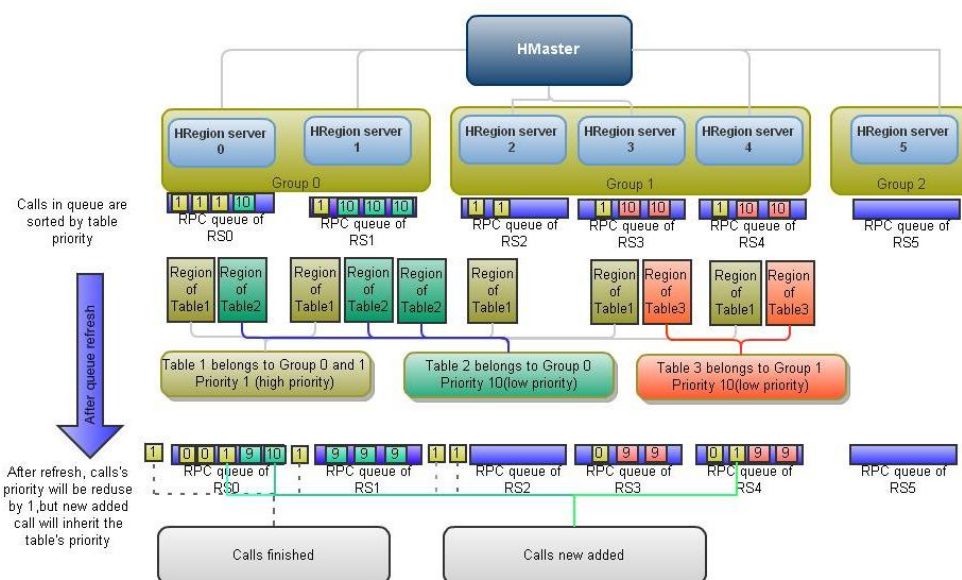 HMaster
HRegion server
0
HRegion server
1
HRegion server
2
HRegion server
3
HRegion server
4
HRegion server
5
Group 0
Group 1
Group 2
Calls in queue are
sorted by table
priority
1 1 1 10
RPC queue of
RS0
1 10 10 10
RPC queue of
RS1
1 1
RPC queue of
RS2
1 10 10
RPC queue of
RS3
1 10 10
RPC queue of
RS4
RPC queue of
RS5
Region
of
Table1
Region
of
Table2
Region
of
Table1
Region
of
Table2
Region
of
Table2
Region
of
Table1
Region
of
Table1
Region
of
Table3
Region
of
Table1
Region
of
Table3
After queue refresh
Table 1 belongs to Group 0 and 1
Priority 1 (high priority)
Table 2 belongs to Group 0
Priority 10(low priority)
Table 3 belongs to Group 1
Priority 10(low priority)
After refresh, calls's
priority will be reduse
by 1,but new added
call will inherit the
table's priority
1
0 0 1 9 10
RPC queue of
RS0
1
9 9 9
RPC queue of
RS1
1 1
RPC queue of
RS2
0 9 9
RPC queue of
RS3
0 1 9 9
RPC queue of
RS4
RPC queue of
RS5
Calls finished
Calls new added